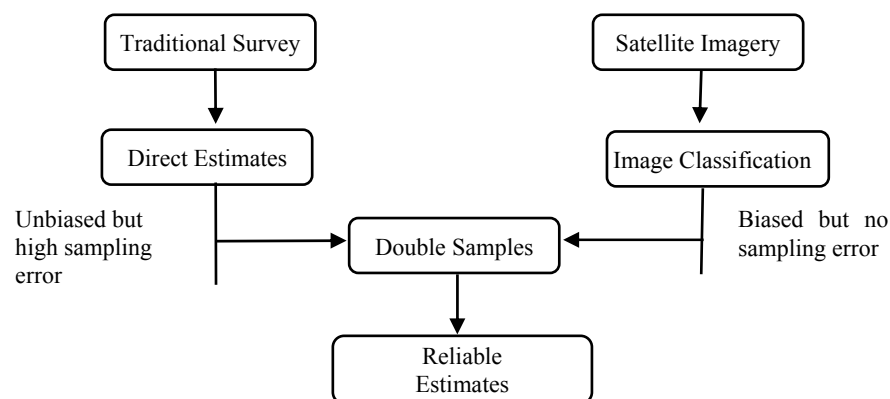 Traditional Survey
Satellite Imagery
Direct Estimates
Image Classification
Unbiased but
high sampling
error
Biased but no
sampling error
Double Samples
Reliable
Estimates